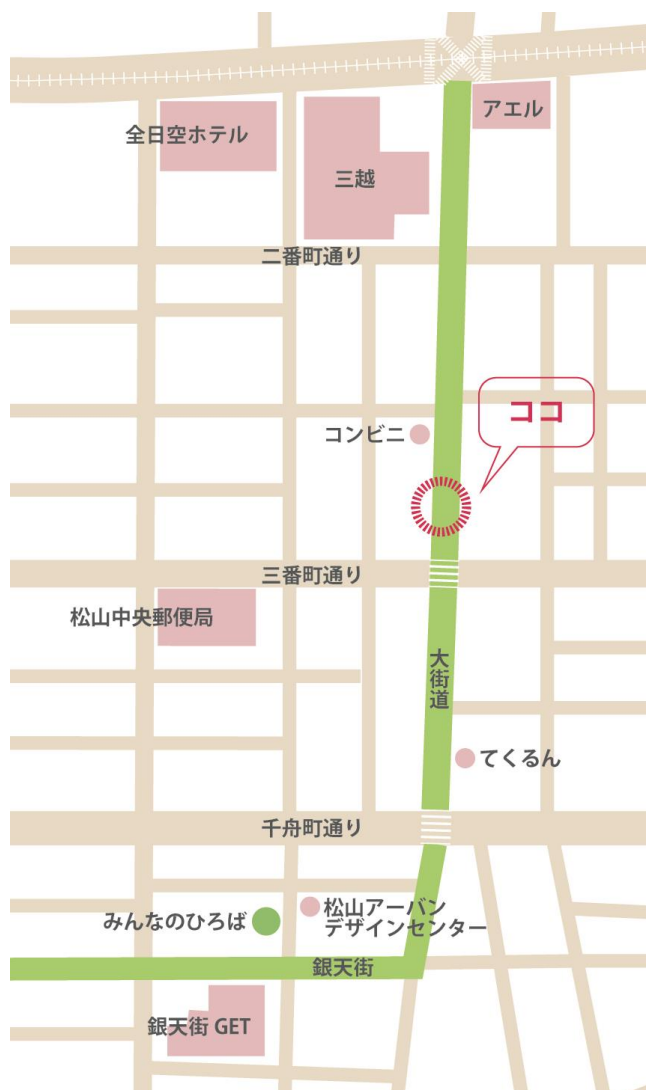 アエル
全日空ホテル
三越
二番町通り
ココ
コンビニ
三番町通り
松山中央郵便局
大街道
てくるん
千舟町通り
松山アーバン
デザインセンター
みんなのひろば
銀天街
銀天街 GET